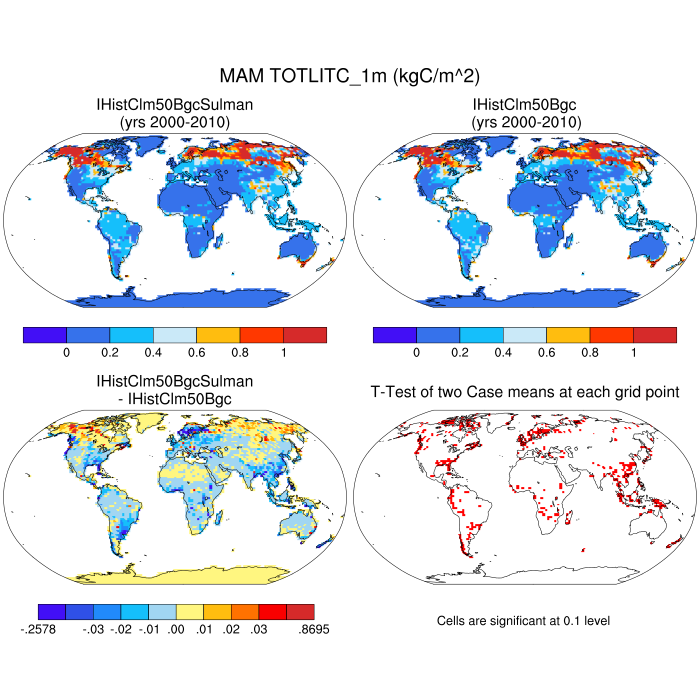 MAM TOTLITC_1m (kgC/m^2)
IHistClm50BgcSulman
(yrs 2000-2010)
IHistClm50Bgc
(yrs 2000-2010)
0 0.2 0.4 0.6 0.8 1
0 0.2 0.4 0.6 0.8 1
IHistClm50BgcSulman
- IHistClm50Bgc
T-Test of two Case means at each grid point
-.2578 -.03 -.02 -.01 .00 .01 .02 .03 .8695
Cells are significant at 0.1 level